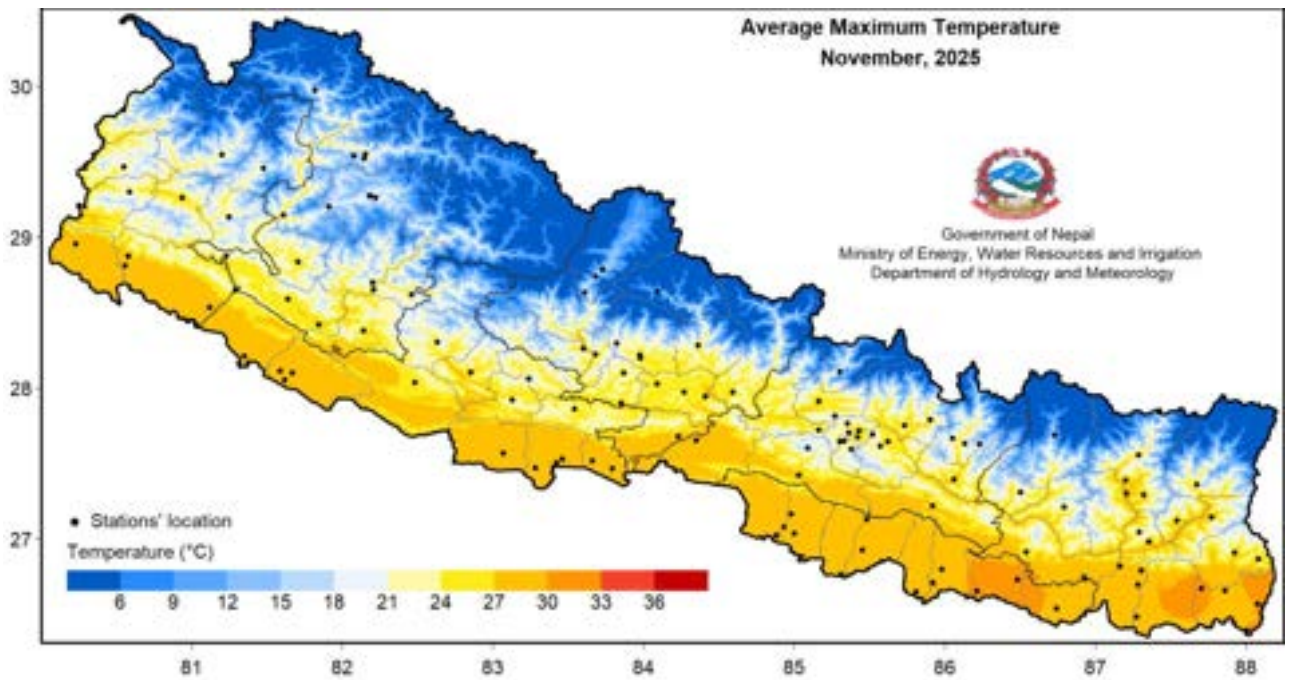 Average Maximum Temperature
November, 2025
Government of Nepal
Ministry of Energy, Water Resources and Irrigation
Department of Hydrology and Meteorology
30
29
28
27
Stations' location
Temperature (°C)
6 9 12 15 18 21 24 27 30 33 36
81 82 83 84 85 86 87 88